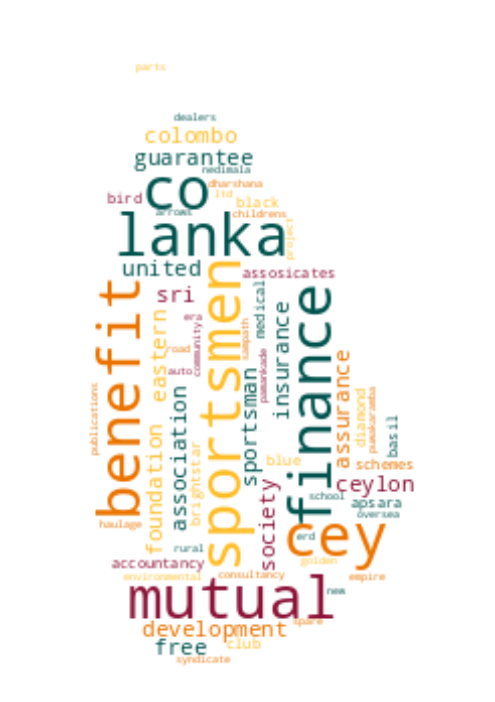 parts
dealers
colombo
guarantee
nedimala
co
dharshana
ltd
bird
black
arrows
childrens
lanka
project
united
assosicates
benefit
sri
sportsmen
medical
finance
era
community
sampath
insurance
eastern
road
auto
pamankade
assurance
publications
association
sportsman
diamond
pumakaramba
basil
foundation
brightstar
blue
schemes
society
ceylon
school
apsara
oversea
haulage
cey
erd
rural
golden
accountancy
environmental
consultancy
empire
mutual
new
spare
development
free
club
syndicate